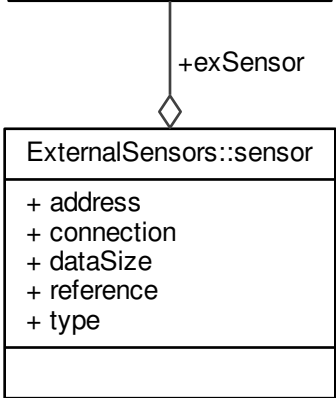 +exSensor
ExternalSensors::sensor
+ address
+ connection
+ dataSize
+ reference
+ type